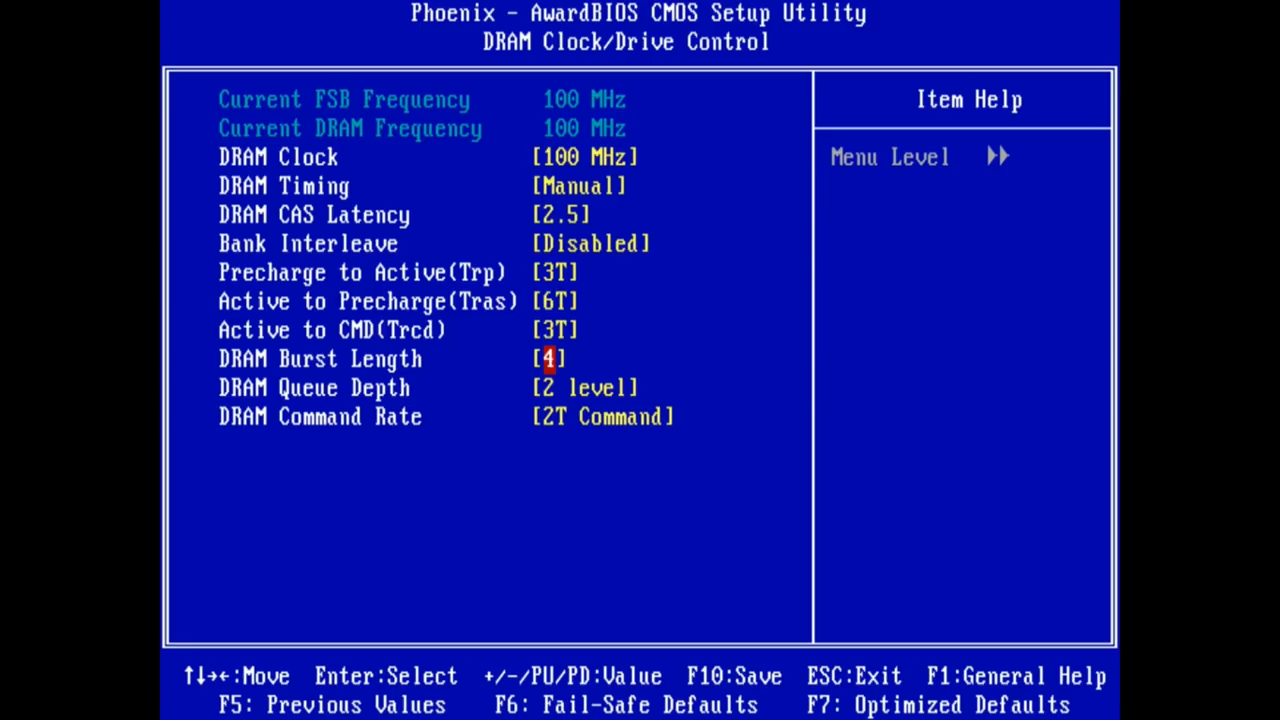 Phoenix - AwardBIOS CMOS Setup Utility
DRAM Clock/Drive Control
Current FSB Frequency 100 MHz
Current DRAM Frequency 100 MHz
DRAM Clock [100 MHz]
DRAM Timing [Manual]
DRAM CAS Latency [2.5]
Bank Interleave [Disabled]
Precharge to Active(Trp) [3T]
Active to Precharge(Tras) [6T]
Active to CMD(Trcd) [3T]
DRAM Burst Length [4]
DRAM Queue Depth [2 level]
DRAM Command Rate [2T Command]
Item Help
Menu Level ▶▶
↑↓→←:Move Enter:Select +/-/PU/PD:Value F10:Save ESC:Exit F1:General Help
F5: Previous Values F6: Fail-Safe Defaults F7: Optimized Defaults